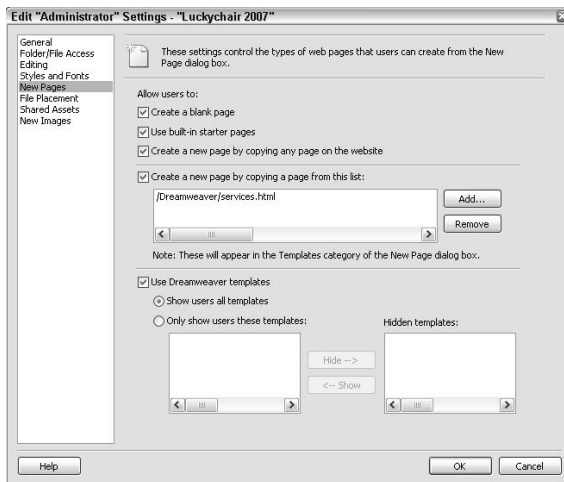 Edit "Administrator" Settings - "Luckychair 2007"
General
Folder/File Access
Editing
Styles and Fonts
New Pages
File Placement
Shared Assets
New Images
These settings control the types of web pages that users can create from the New
Page dialog box.
Allow users to:
Create a blank page
Use built-in starter pages
Create a new page by copying any page on the website
Create a new page by copying a page from this list:
/Dreamweaver/services.html
Add...
Remove
Note: These will appear in the Templates category of the New Page dialog box.
Use Dreamweaver templates
Show users all templates
Only show users these templates:
Hidden templates:
Hide -->
<-- Show
Help
OK
Cancel